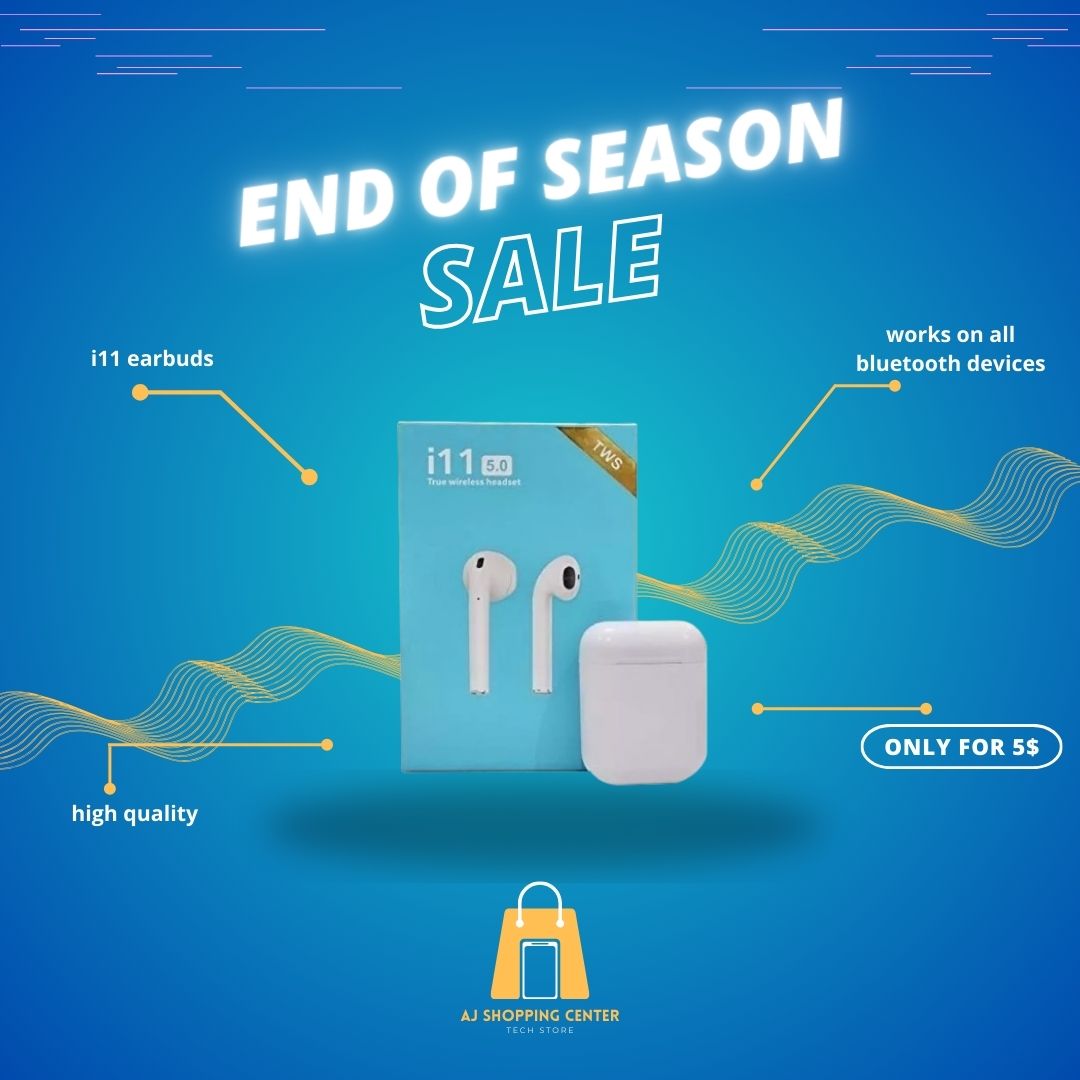 END OF SEASON
SALE
i11 earbuds
works on all
bluetooth devices
i11 5.0
True wireless headset
TWS
ONLY FOR 5$
high quality
AJ SHOPPING CENTER
TECH STORE